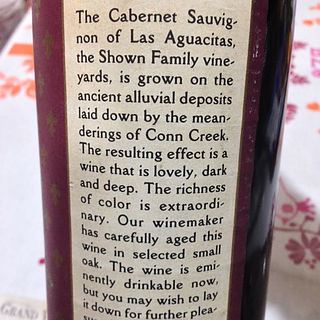 The Cabernet Sauvig-
non of Las Aguacitas,
the Shown Family vine-
yards, is grown on the
ancient alluvial deposits
laid down by the mean-
derings of Conn Creek.
The resulting effect is a
wine that is lovely, dark
and deep. The richness
of color is extraordi-
nary. Our winemaker
has carefully aged this
wine in selected small
oak. The wine is emi-
nently drinkable now,
but you may wish to lay
it down for further plea-
GRAND